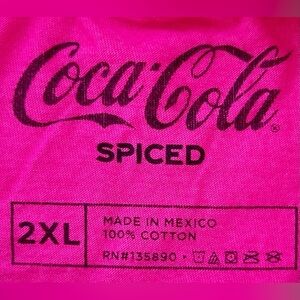 Coca-Cola
SPICED
2XL
MADE IN MEXICO
100% COTTON
RN#135890 •